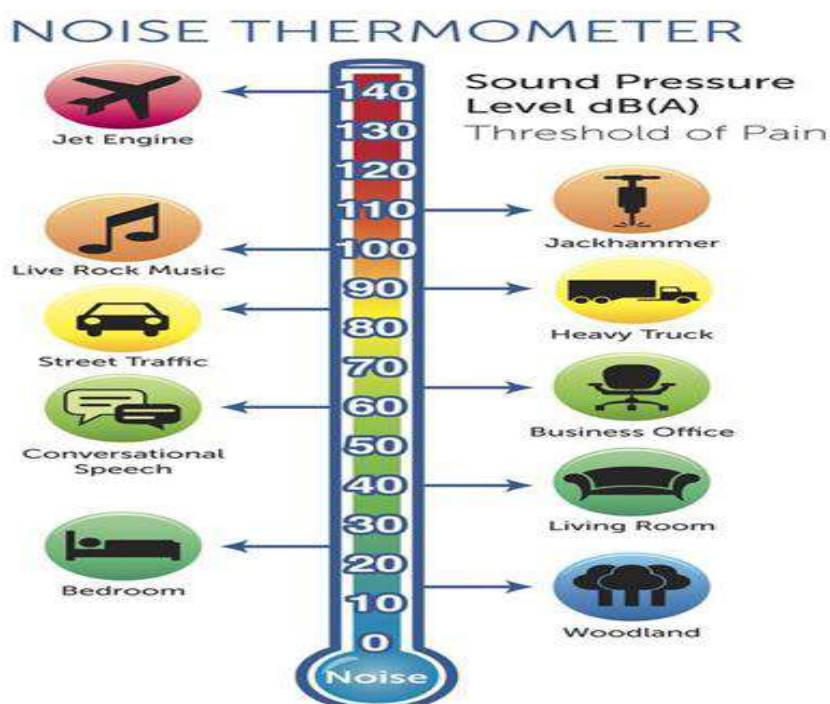 NOISE THERMOMETER
Sound Pressure
Level dB(A)
Threshold of Pain
140
130
120
110
100
90
80
70
60
50
40
30
20
10
0
Noise
Jet Engine
Live Rock Music
Street Traffic
Conversational
Speech
Bedroom
Jackhammer
Heavy Truck
Business Office
Living Room
Woodland